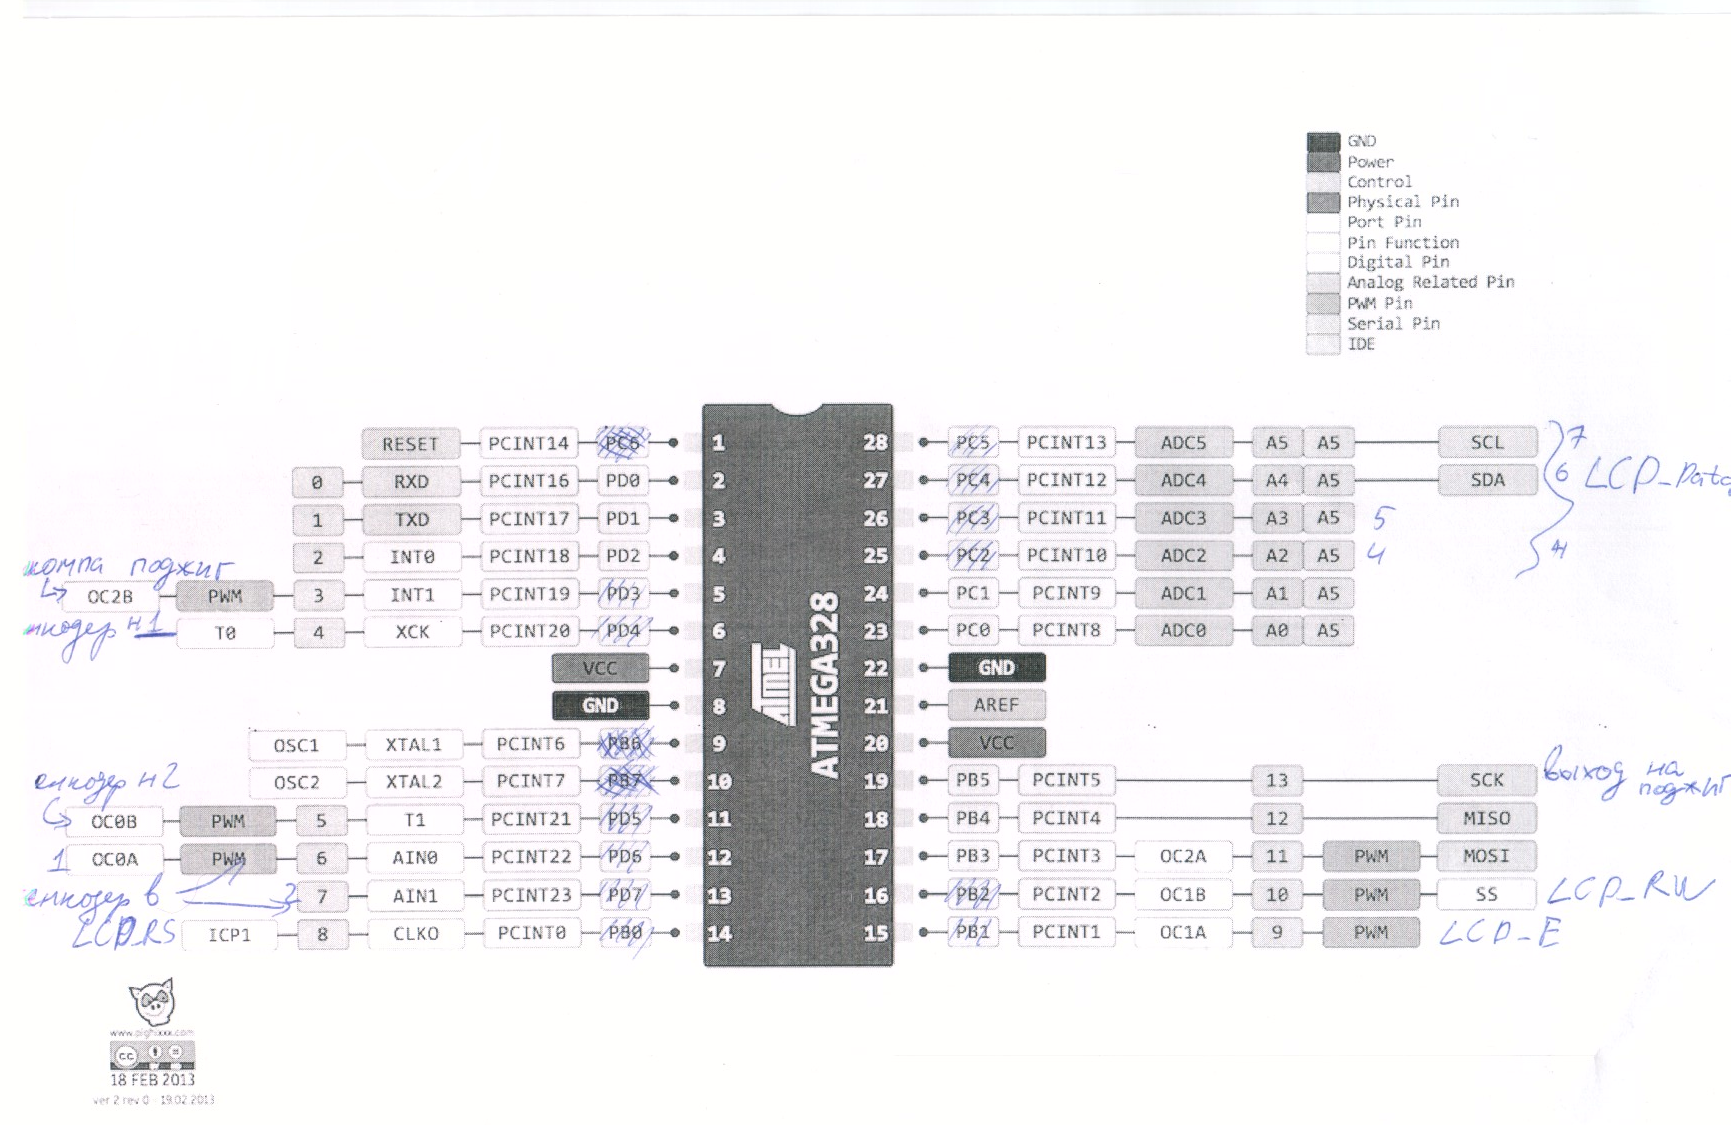 GND
Power
Control
Physical Pin
Port Pin
Pin Function
Digital Pin
Analog Related Pin
PWM Pin
Serial Pin
IDE
RESET PCINT14 PC6 1
0 RXD PCINT16 PD0 2
1 TXD PCINT17 PD1 3
2 INT0 PCINT18 PD2 4
поджиг
OC2B PWM 3 INT1 PCINT19 PD3 5
н1 T0 4 XCK PCINT20 PD4 6
VCC 7
GND 8
OSC1 XTAL1 PCINT6 PB6 9
енкодер н2
OSC2 XTAL2 PCINT7 PB7 10
OC0B PWM 5 T1 PCINT21 PD5 11
1 OC0A PWM 6 AIN0 PCINT22 PD6 12
енкодер в 2 7 AIN1 PCINT23 PD7 13
LCD_RS ICP1 8 CLKO PCINT0 PB0 14
ATMEL
ATMEGA328
28 PC5 PCINT13 ADC5 A5 A5 SCL 7
27 PC4 PCINT12 ADC4 A4 A5 SDA 6 LCD_Data
26 PC3 PCINT11 ADC3 A3 A5 5
25 PC2 PCINT10 ADC2 A2 A5 4
24 PC1 PCINT9 ADC1 A1 A5
23 PC0 PCINT8 ADC0 A0 A5
22 GND
21 AREF
20 VCC
19 PB5 PCINT5 13 SCK выход на
поджиг
18 PB4 PCINT4 12 MISO
17 PB3 PCINT3 OC2A 11 PWM MOSI
16 PB2 PCINT2 OC1B 10 PWM SS LCD_RW
15 PB1 PCINT1 OC1A 9 PWM LCD_E
www.pighixxx.com
cc
18 FEB 2013
ver 2 rev 0 - 19.02.2013